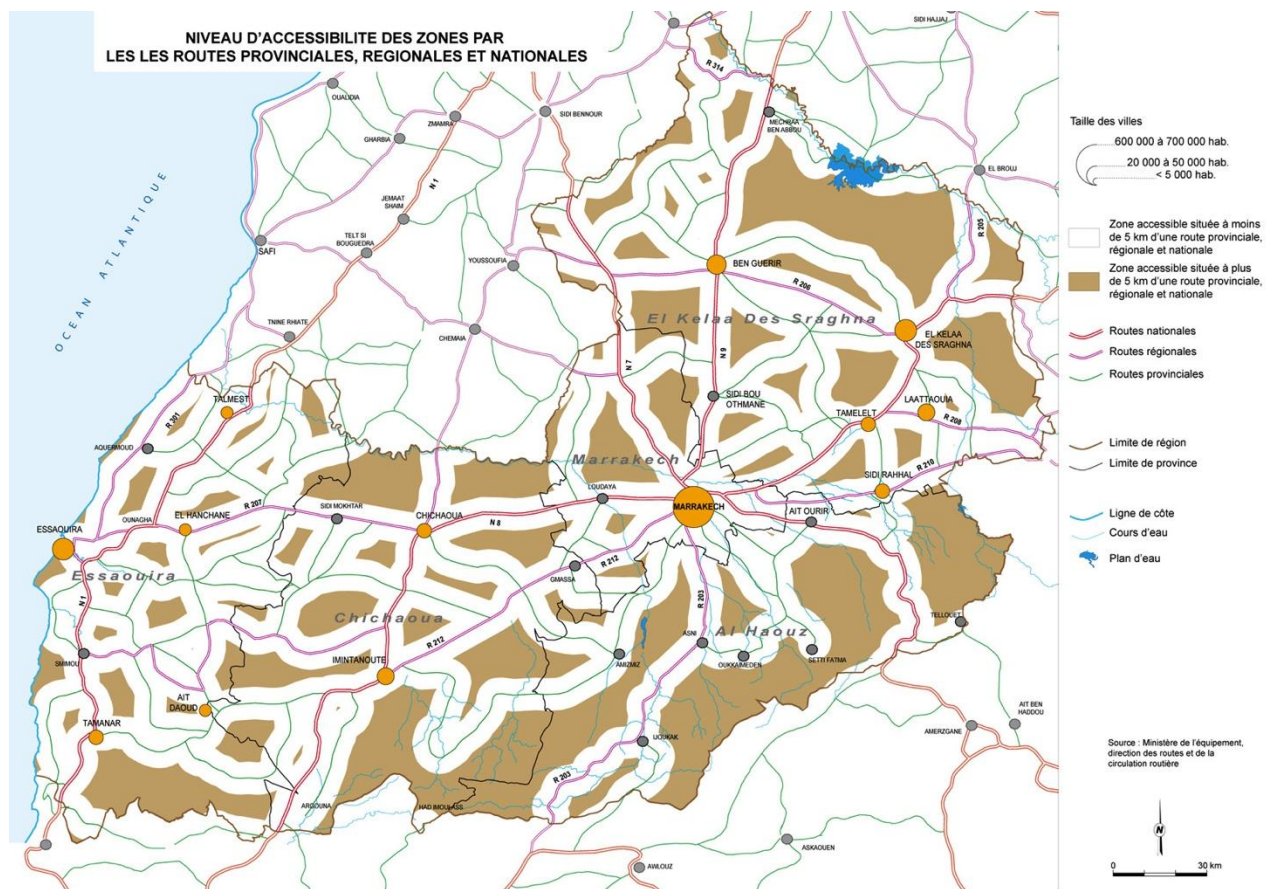 NIVEAU D'ACCESSIBILITE DES ZONES PAR
LES LES ROUTES PROVINCIALES, REGIONALES ET NATIONALES
OCEAN ATLANTIQUE
SIDI HAJJAJ
R 314
OUALIDIA
ZMAMRA
SIDI BENNOUR
MECHRAA
BEN ABBOU
GHARBIA
EL BROUJ
N 1
JEMAAT
SHAIM
TELT SI
BOUGUEDRA
R 205
SAFI
YOUSSOUFIA
BEN GUERIR
R 206
El Kelaa Des Sraghna
TNINE RHIATE
CHEMAIA
EL KELAA
DES SRAGHNA
N 7
N 9
TALMEST
SIDI BOU
OTHMANE
LAATTAOUIA
TAMELELT
R 301
R 208
AQUERMOUD
Marrakech
R 210
SIDI RAHHAL
LOUDAYA
R 207
SIDI MOKHTAR
MARRAKECH
AIT OURIR
OUNAGHA
EL HANCHANE
CHICHAOUA
N 8
ESSAOUIRA
R 212
GMASSA
Essaouira
N 1
R 203
Chichaoua
TELLOUET
Al Haouz
R 212
ASNI
SMIMOU
IMINTANOUTE
AMIZMIZ
OUKKAIMEDEN
SETTI FATMA
AIT
DAOUD
AIT BEN
HADDOU
TAMANAR
AMERZGANE
R 203
ARGOUNA
HAD IMOULASS
ASKAOUEN
AWLOUZ
Taille des villes
600 000 à 700 000 hab.
20 000 à 50 000 hab.
< 5 000 hab.
Zone accessible située à moins
de 5 km d'une route provinciale,
régionale et nationale
Zone accessible située à plus
de 5 km d'une route provinciale,
régionale et nationale
Routes nationales
Routes régionales
Routes provinciales
Limite de région
Limite de province
Ligne de côte
Cours d'eau
Plan d'eau
Source : Ministère de l'équipement,
direction des routes et de la
circulation routière
N
0 30 km